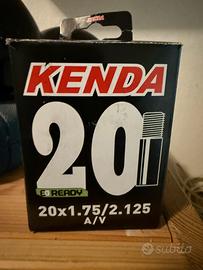 KENDA
20
E READY
20x1.75/2.125
A/V
subito